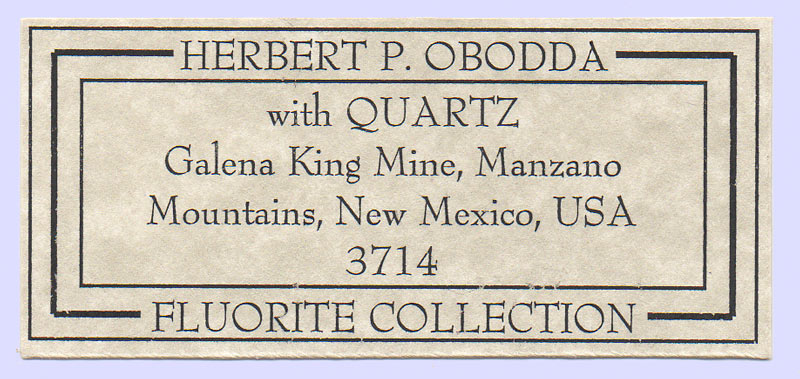 HERBERT P. OBODDA
with QUARTZ
Galena King Mine, Manzano
Mountains, New Mexico, USA
3714
FLUORITE COLLECTION